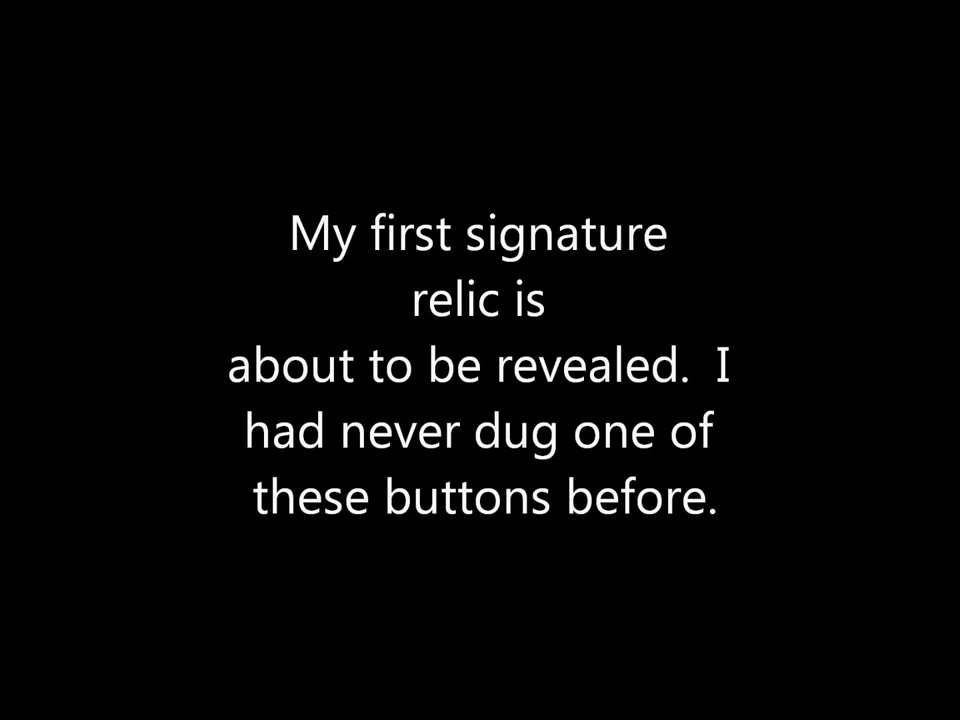 My first signature
relic is
about to be revealed.  I
had never dug one of
these buttons before.